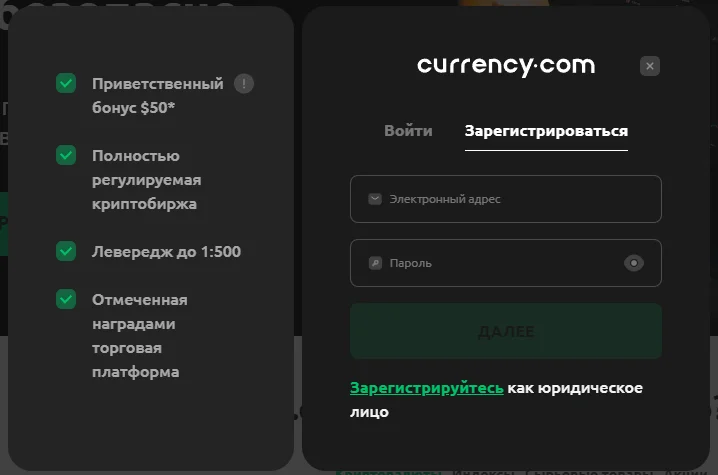 Приветственный
бонус $50*
Полностью
регулируемая
криптобиржа
Левередж до 1:500
Отмеченная
наградами
торговая
платформа
currency.com
Войти
Зарегистрироваться
Электронный адрес
Пароль
ДАЛЕЕ
Зарегистрируйтесь как юридическое
лицо